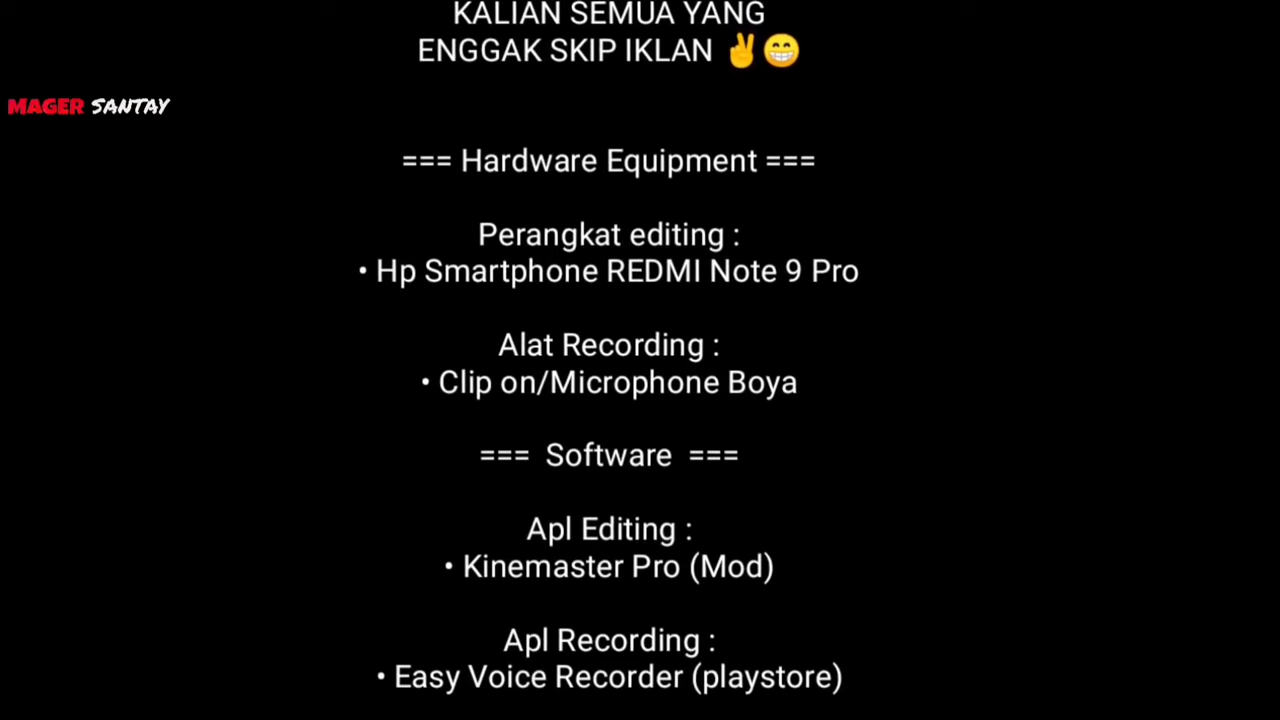 KALIAN SEMUA YANG
ENGGAK SKIP IKLAN ✌😁
MAGER SANTAY
=== Hardware Equipment ===
Perangkat editing :
• Hp Smartphone REDMI Note 9 Pro
Alat Recording :
• Clip on/Microphone Boya
=== Software ===
Apl Editing :
• Kinemaster Pro (Mod)
Apl Recording :
• Easy Voice Recorder (playstore)